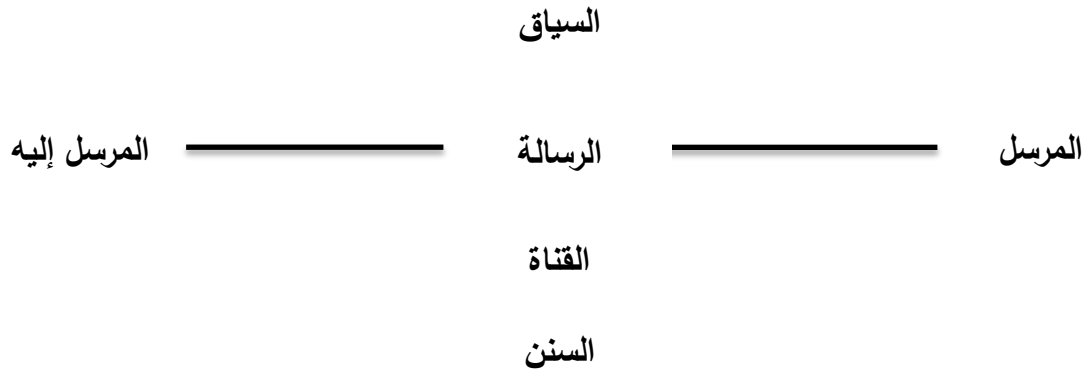 السياق
المرسل الرسالة المرسل إليه
القناة
السنن